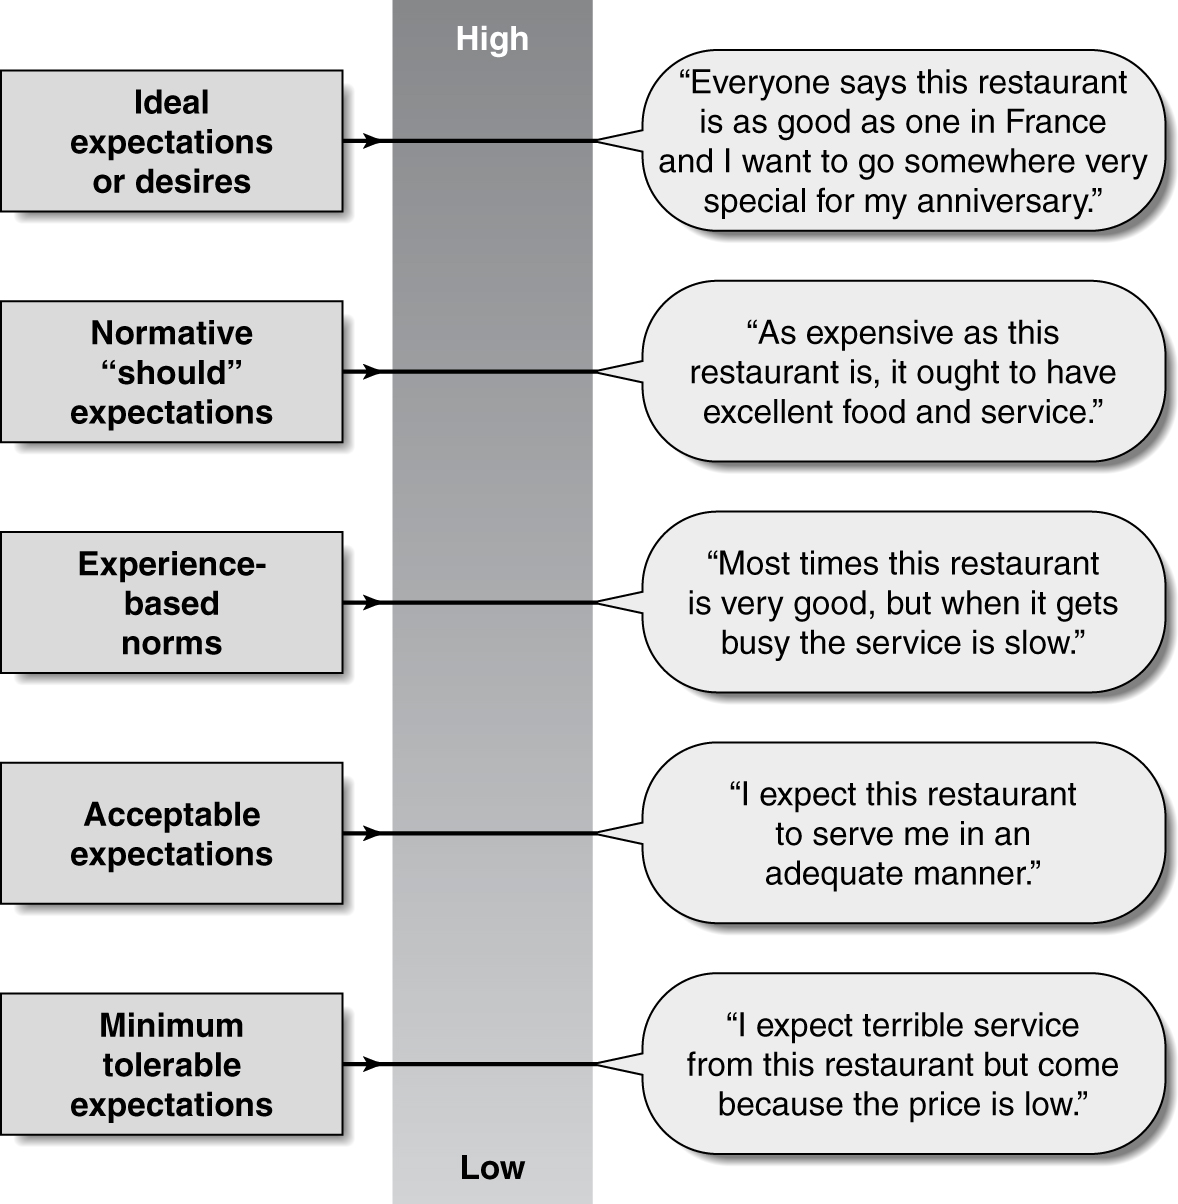 High
Ideal
expectations
or desires
“Everyone says this restaurant
is as good as one in France
and I want to go somewhere very
special for my anniversary.”
Normative
“should”
expectations
“As expensive as this
restaurant is, it ought to have
excellent food and service.”
Experience-
based
norms
“Most times this restaurant
is very good, but when it gets
busy the service is slow.”
Acceptable
expectations
“I expect this restaurant
to serve me in an
adequate manner.”
Minimum
tolerable
expectations
“I expect terrible service
from this restaurant but come
because the price is low.”
Low